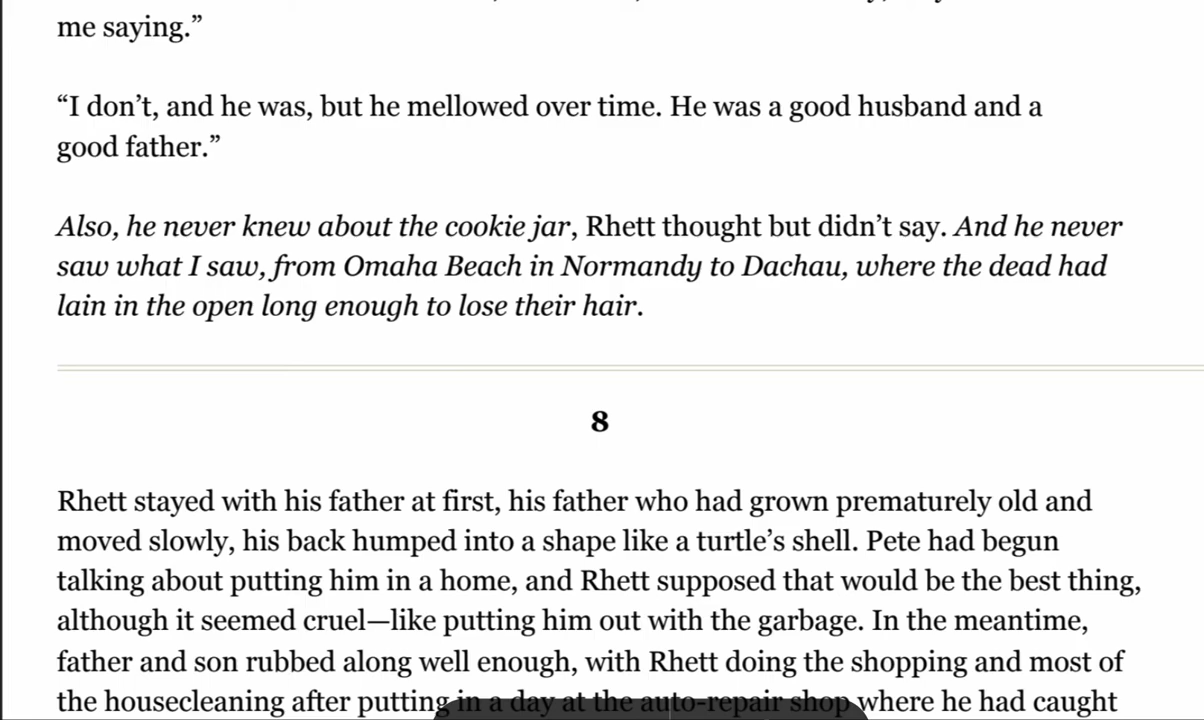 me saying.”
“I don’t, and he was, but he mellowed over time. He was a good husband and a
good father.”
Also, he never knew about the cookie jar, Rhett thought but didn’t say. And he never
saw what I saw, from Omaha Beach in Normandy to Dachau, where the dead had
lain in the open long enough to lose their hair.
8
Rhett stayed with his father at first, his father who had grown prematurely old and
moved slowly, his back humped into a shape like a turtle’s shell. Pete had begun
talking about putting him in a home, and Rhett supposed that would be the best thing,
although it seemed cruel—like putting him out with the garbage. In the meantime,
father and son rubbed along well enough, with Rhett doing the shopping and most of
the housecleaning after putting in a day at the auto-repair shop where he had caught